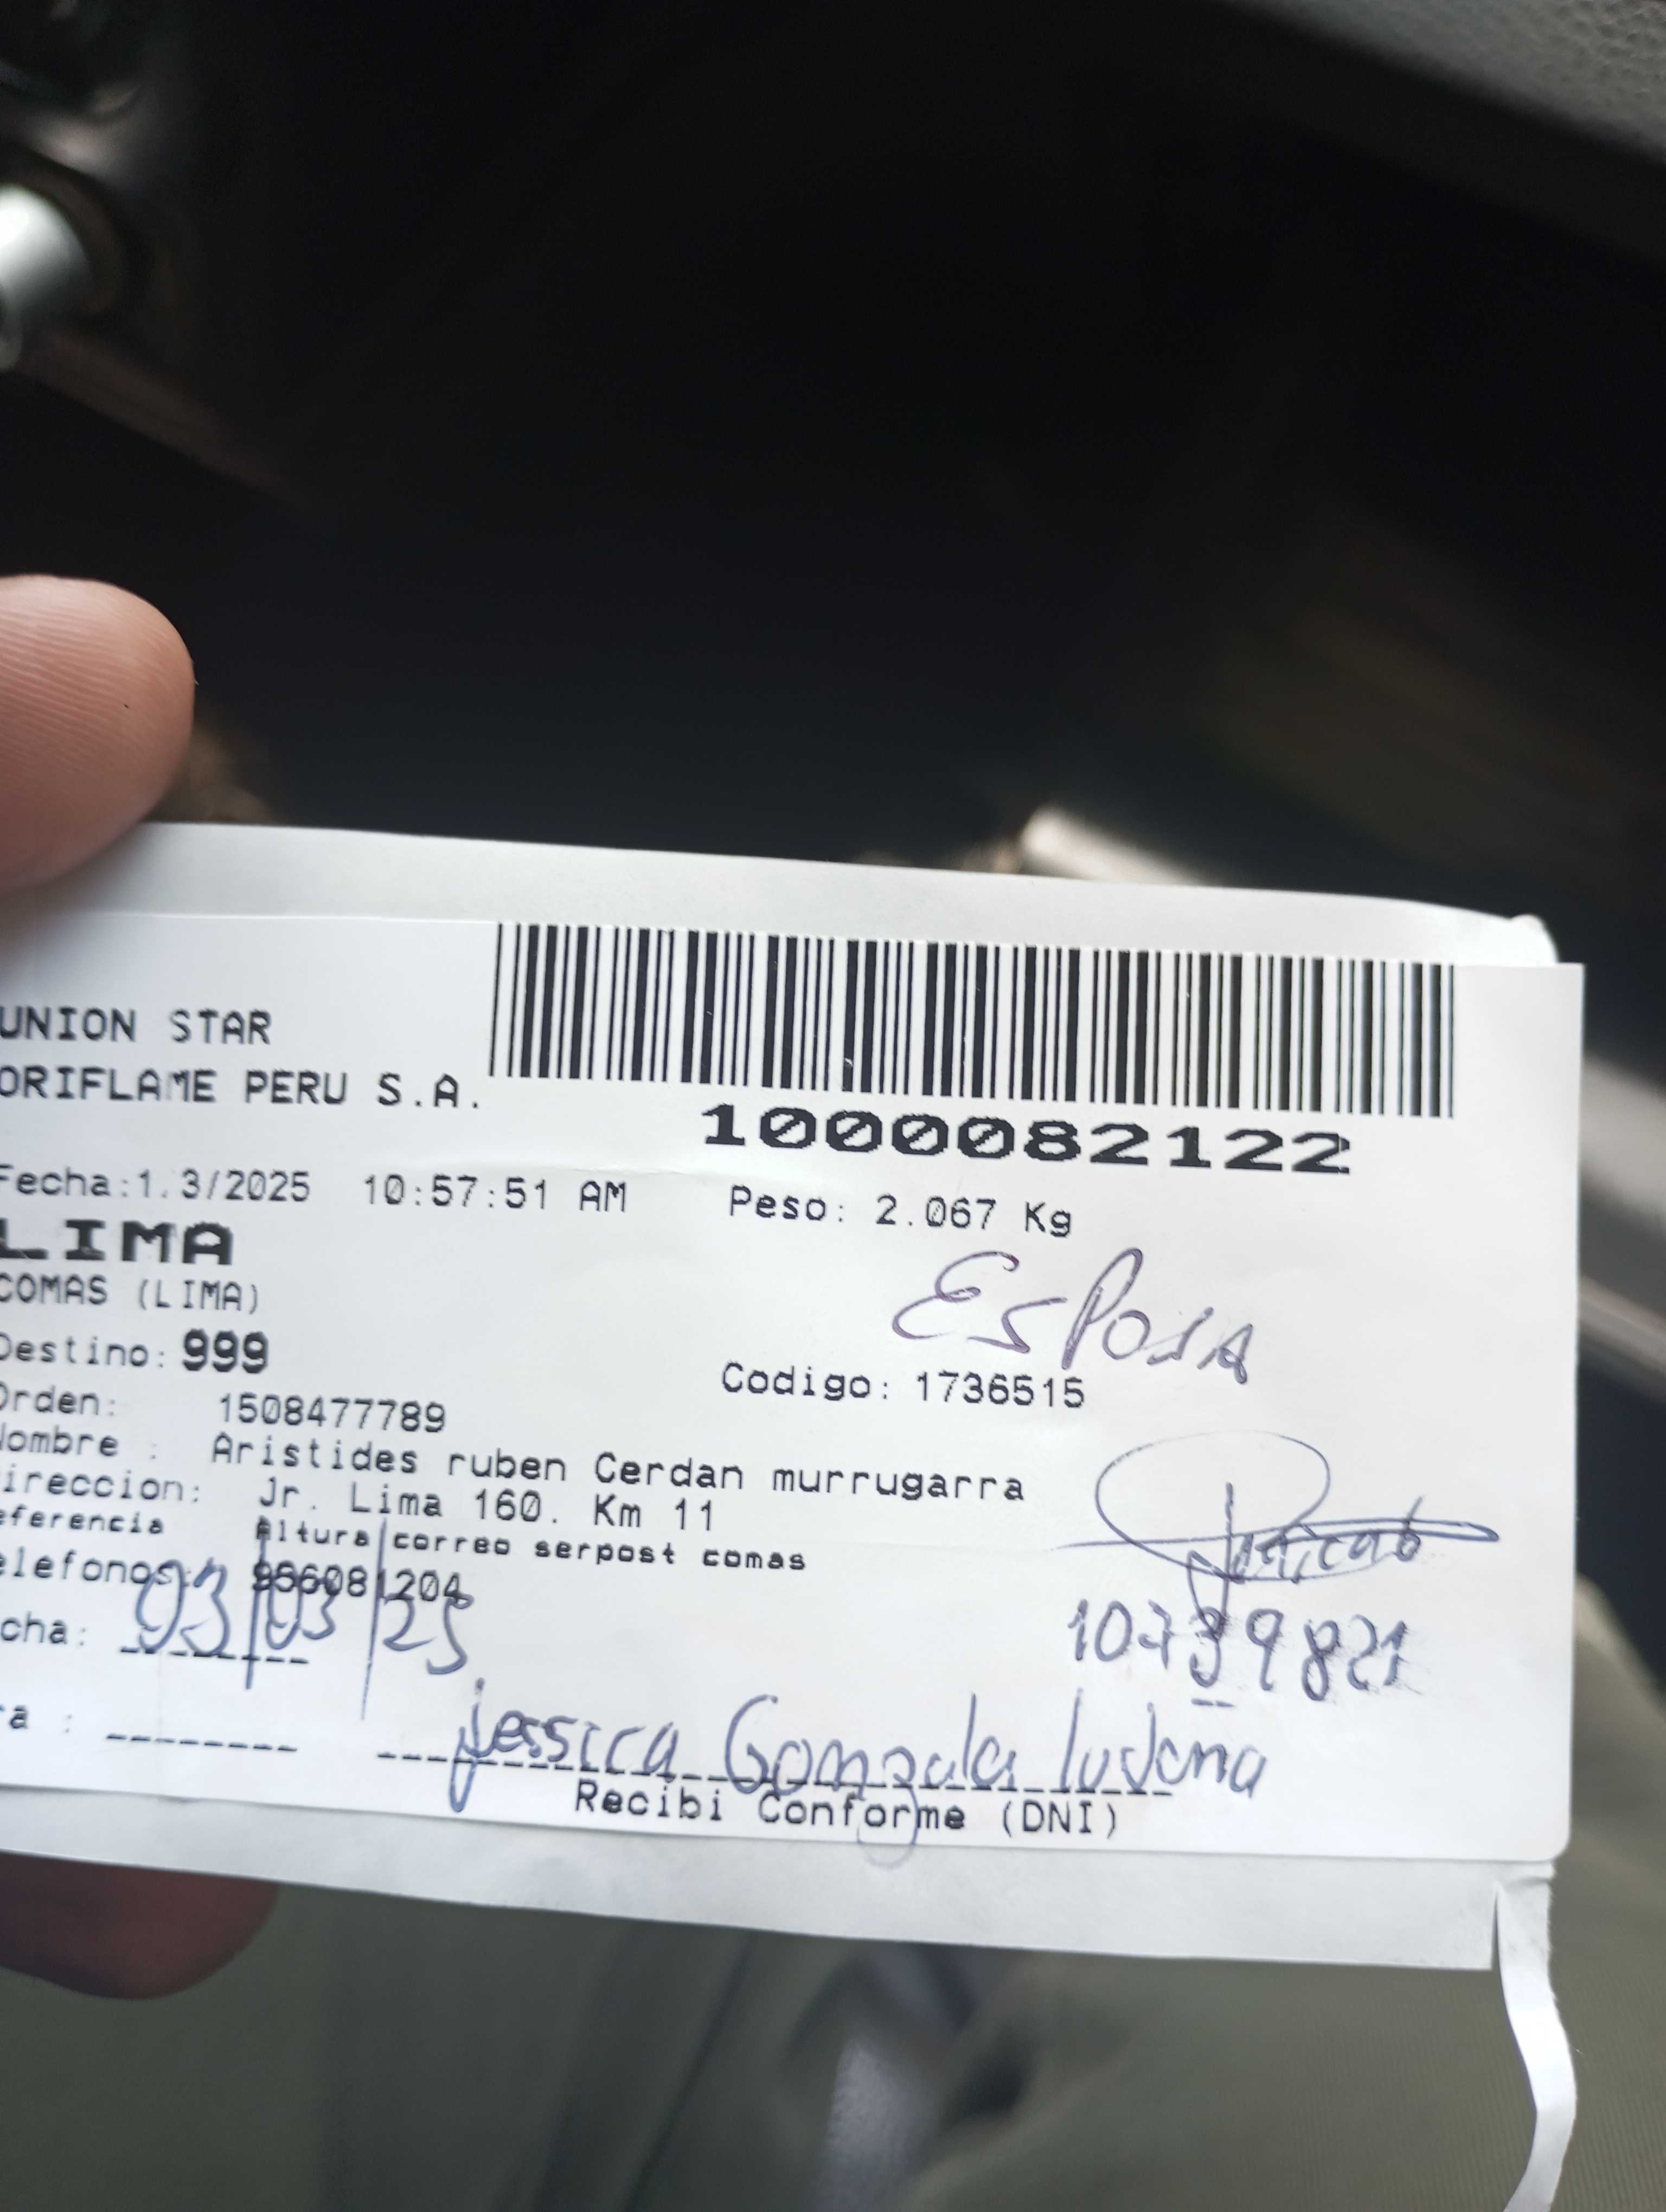 UNION STAR
ORIFLAME PERU S.A.
1000082122
Fecha:1.3/2025 10:57:51 AM Peso: 2.067 Kg
LIMA
COMAS (LIMA)
ESPOSA
Destino: 999
Codigo: 1736515
Orden: 1508477789
Nombre : Aristides ruben Cerdan murrugarra
ireccion: Jr. Lima 160. Km 11
eferencia Altura correo serpost comas
elefonos: 956081204
cha: 03/03/25
10739821
ra :
Jessica Gonzala
Recibi Conforme (DNI)